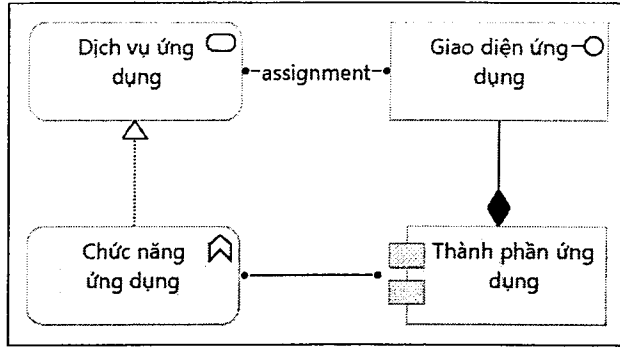 Dịch vụ ứng
dụng
assignment
Giao diện ứng
dụng
Chức năng
ứng dụng
Thành phần ứng
dụng